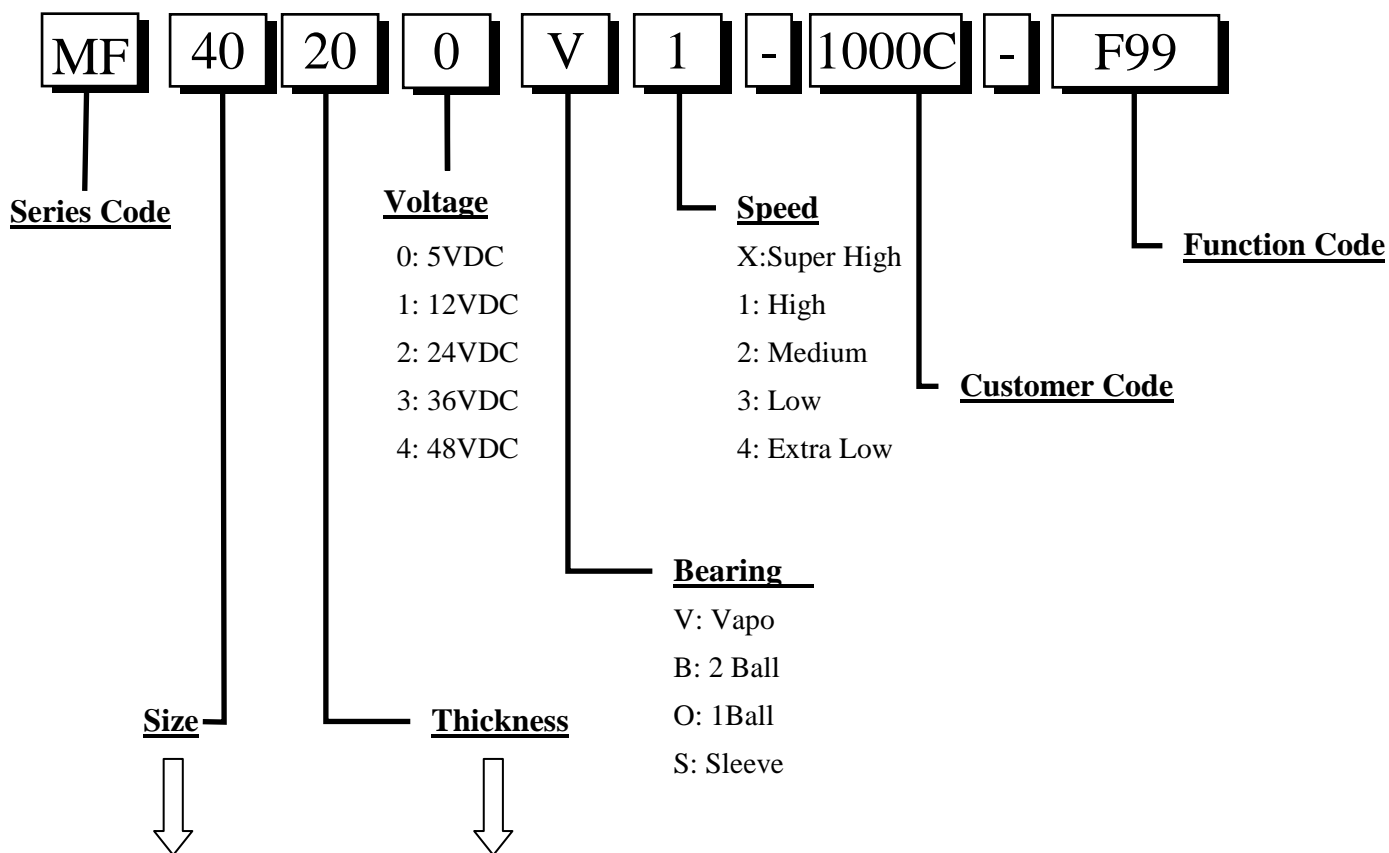 MF 40 20 0 V 1 - 1000C - F99
Series Code
Voltage
0: 5VDC
1: 12VDC
2: 24VDC
3: 36VDC
4: 48VDC
Speed
X:Super High
1: High
2: Medium
3: Low
4: Extra Low
Function Code
Customer Code
Bearing
V: Vapo
B: 2 Ball
O: 1Ball
S: Sleeve
Size
Thickness